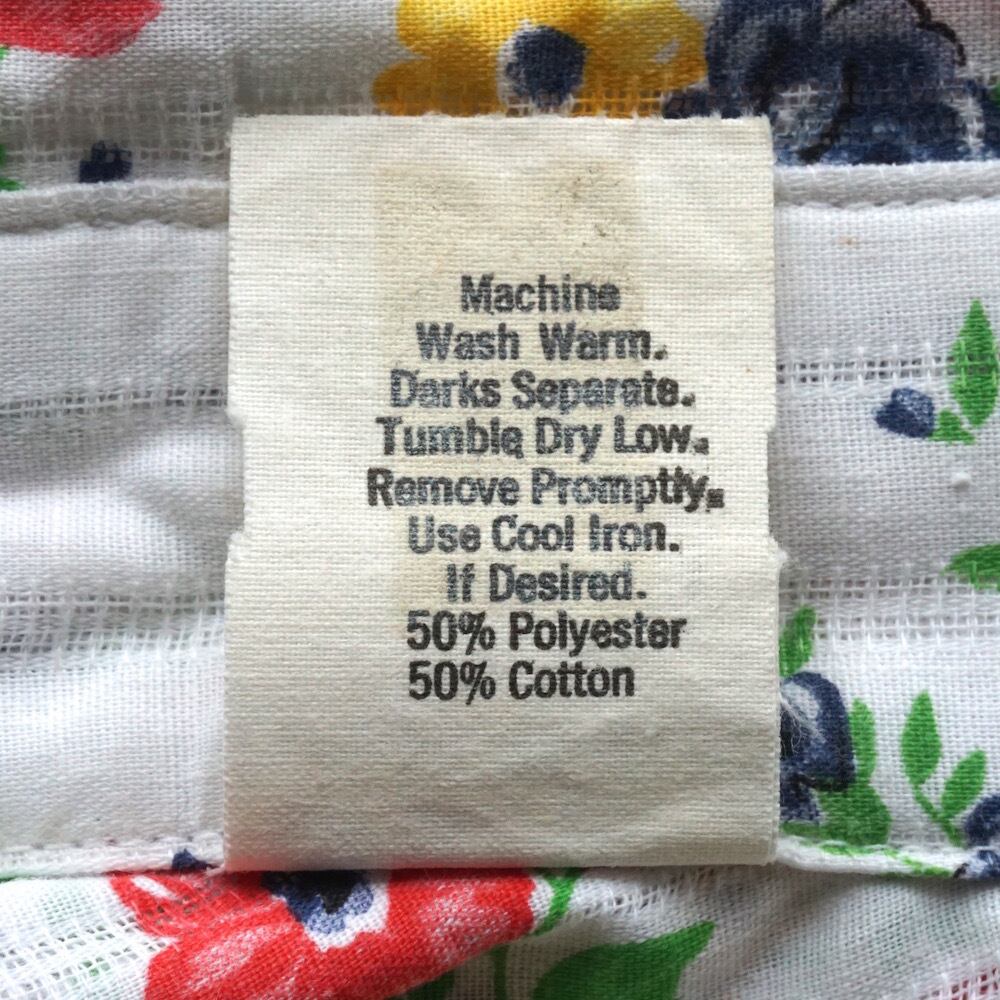 Machine
Wash Warm.
Darks Separate.
Tumble Dry Low.
Remove Promptly.
Use Cool Iron.
If Desired.
50% Polyester
50% Cotton